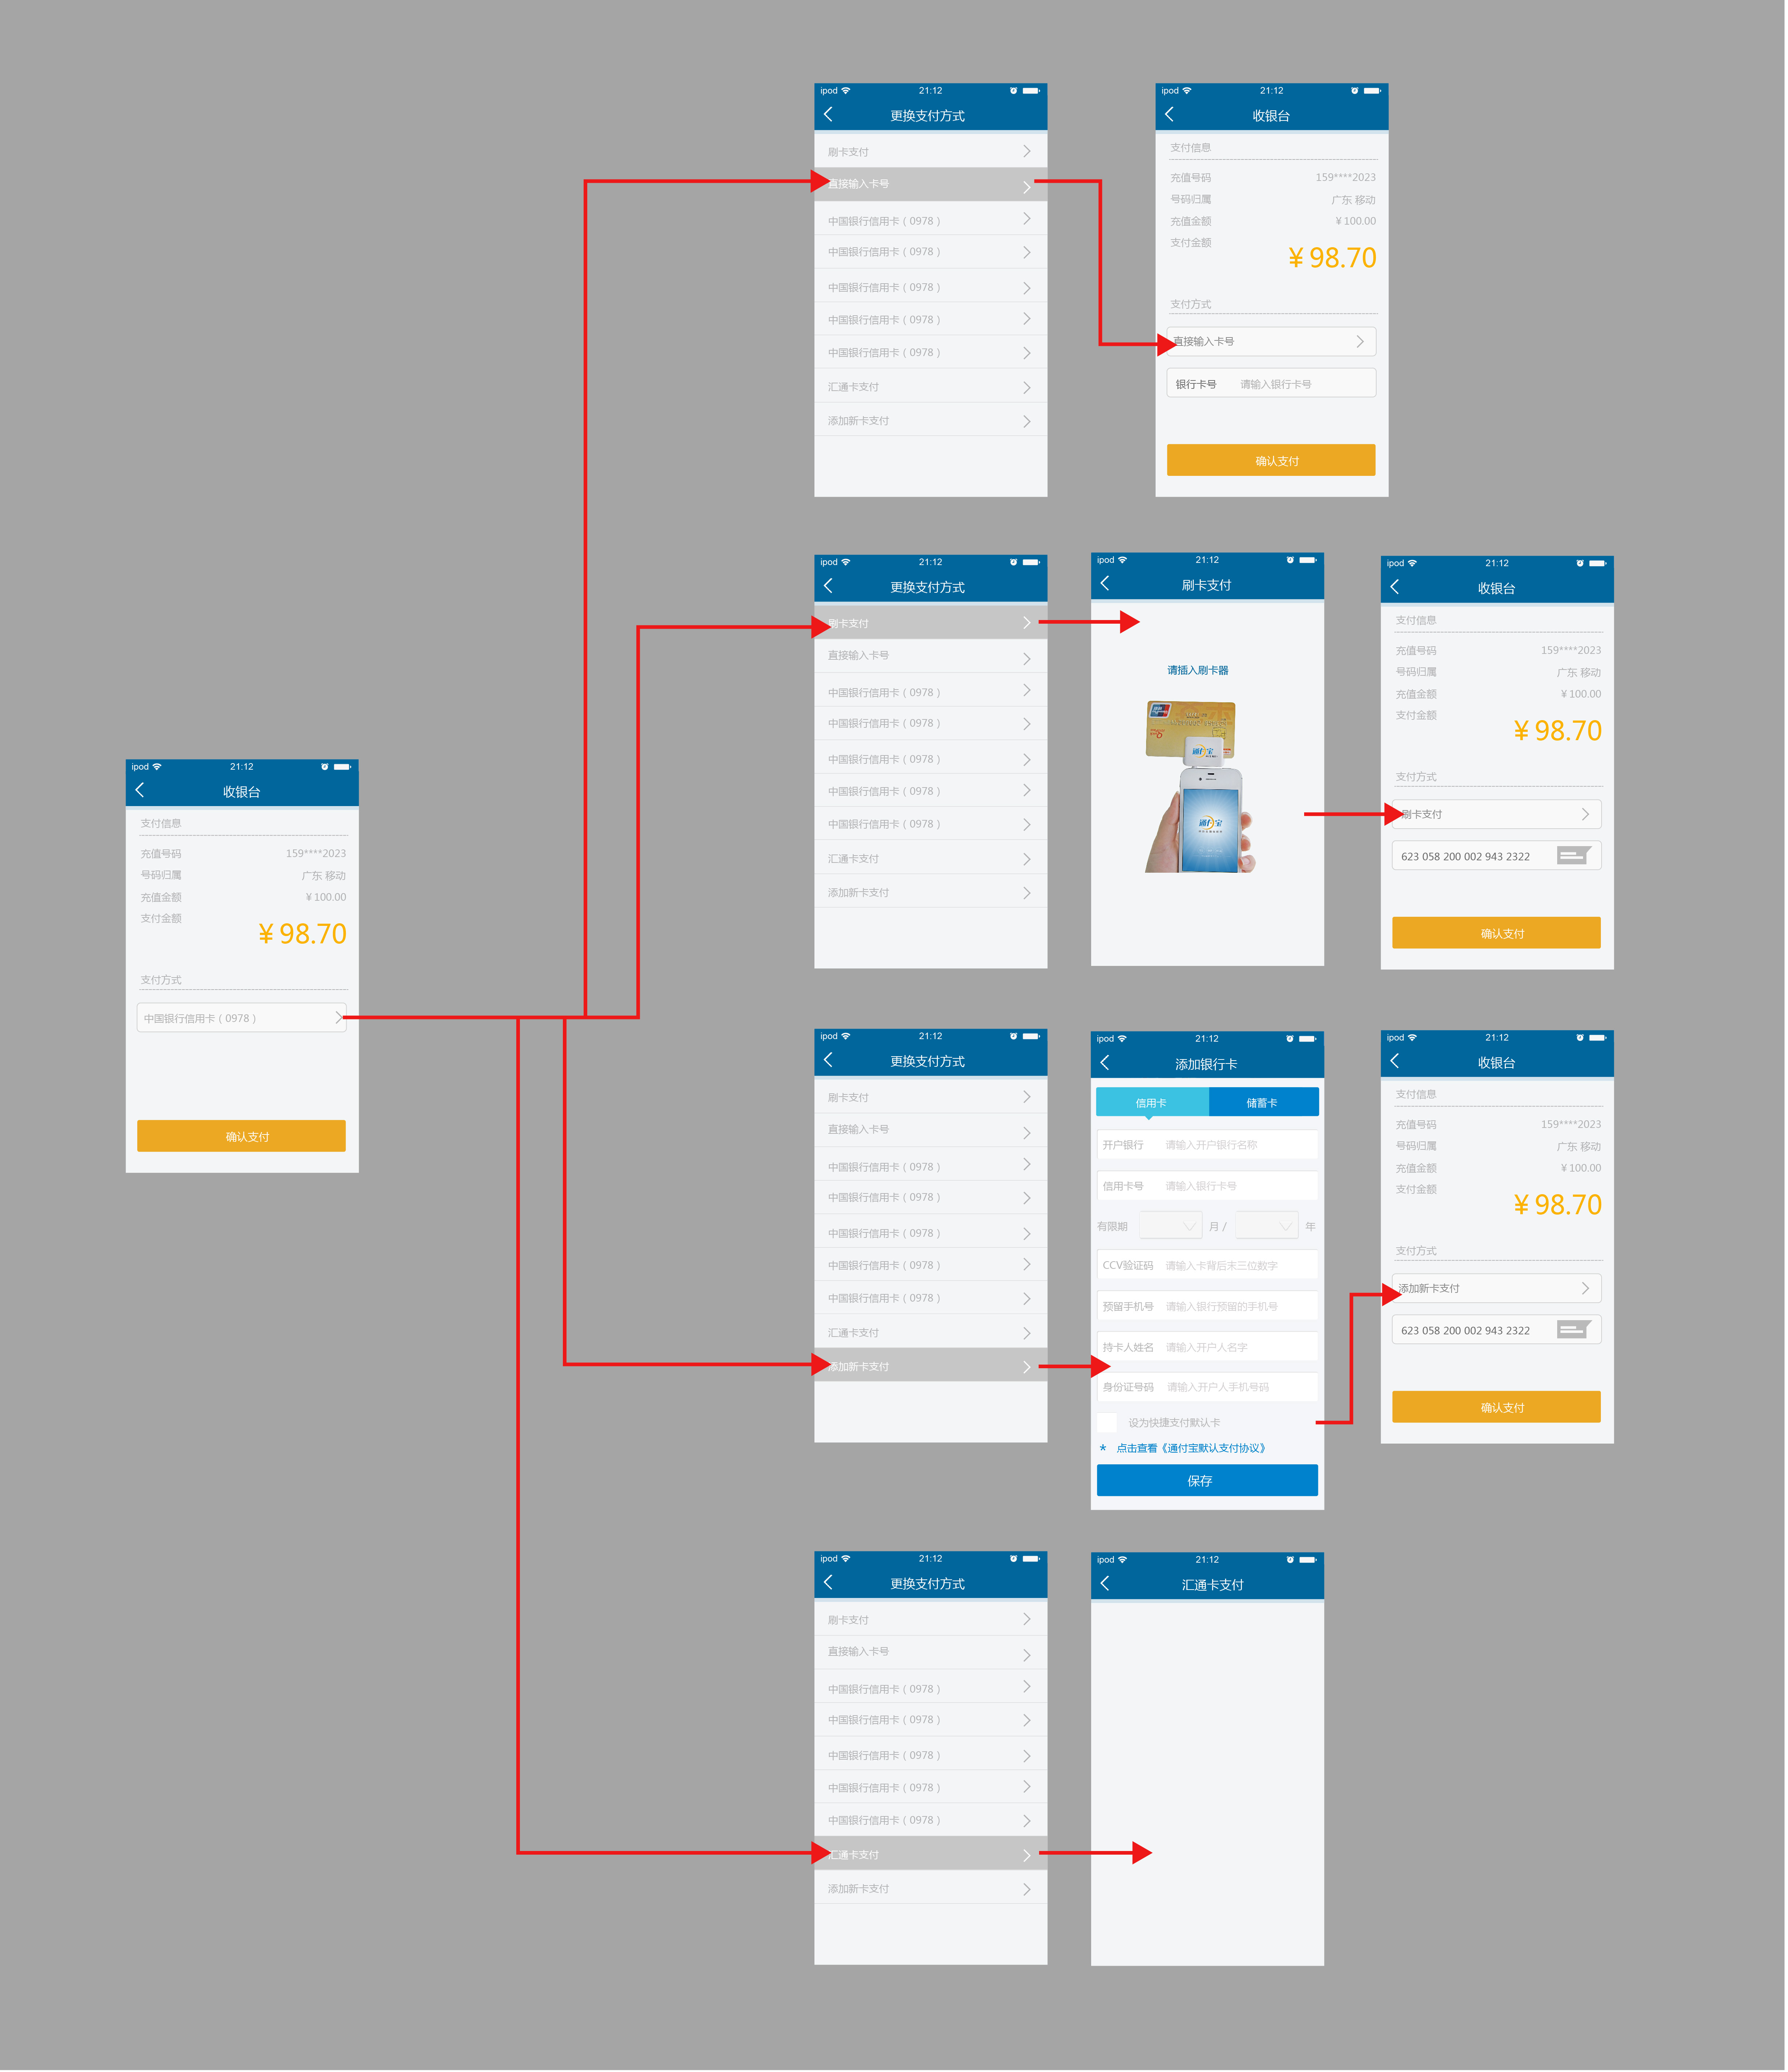 ipod 21:12
更换支付方式
刷卡支付
直接输入卡号
中国银行信用卡（0978）
中国银行信用卡（0978）
中国银行信用卡（0978）
中国银行信用卡（0978）
中国银行信用卡（0978）
汇通卡支付
添加新卡支付
ipod 21:12
收银台
支付信息
充值号码 159****2023
号码归属 广东 移动
充值金额 ¥100.00
支付金额
¥98.70
支付方式
直接输入卡号
银行卡号 请输入银行卡号
确认支付
ipod 21:12
更换支付方式
刷卡支付
直接输入卡号
中国银行信用卡（0978）
中国银行信用卡（0978）
中国银行信用卡（0978）
中国银行信用卡（0978）
中国银行信用卡（0978）
汇通卡支付
添加新卡支付
ipod 21:12
刷卡支付
请插入刷卡器
通付宝
通付宝
ipod 21:12
收银台
支付信息
充值号码 159****2023
号码归属 广东 移动
充值金额 ¥100.00
支付金额
¥98.70
支付方式
刷卡支付
623 058 200 002 943 2322
确认支付
ipod 21:12
收银台
支付信息
充值号码 159****2023
号码归属 广东 移动
充值金额 ¥100.00
支付金额
¥98.70
支付方式
中国银行信用卡（0978）
确认支付
ipod 21:12
更换支付方式
刷卡支付
直接输入卡号
中国银行信用卡（0978）
中国银行信用卡（0978）
中国银行信用卡（0978）
中国银行信用卡（0978）
中国银行信用卡（0978）
汇通卡支付
添加新卡支付
ipod 21:12
添加银行卡
信用卡 储蓄卡
开户银行 请输入开户银行名称
信用卡号 请输入银行卡号
有限期 月 / 年
CCV验证码 请输入卡背后末三位数字
预留手机号 请输入银行预留的手机号
持卡人姓名 请输入开户人名字
身份证号码 请输入开户人手机号码
设为快捷支付默认卡
* 点击查看《通付宝默认支付协议》
保存
ipod 21:12
收银台
支付信息
充值号码 159****2023
号码归属 广东 移动
充值金额 ¥100.00
支付金额
¥98.70
支付方式
添加新卡支付
623 058 200 002 943 2322
确认支付
ipod 21:12
更换支付方式
刷卡支付
直接输入卡号
中国银行信用卡（0978）
中国银行信用卡（0978）
中国银行信用卡（0978）
中国银行信用卡（0978）
中国银行信用卡（0978）
汇通卡支付
添加新卡支付
ipod 21:12
汇通卡支付